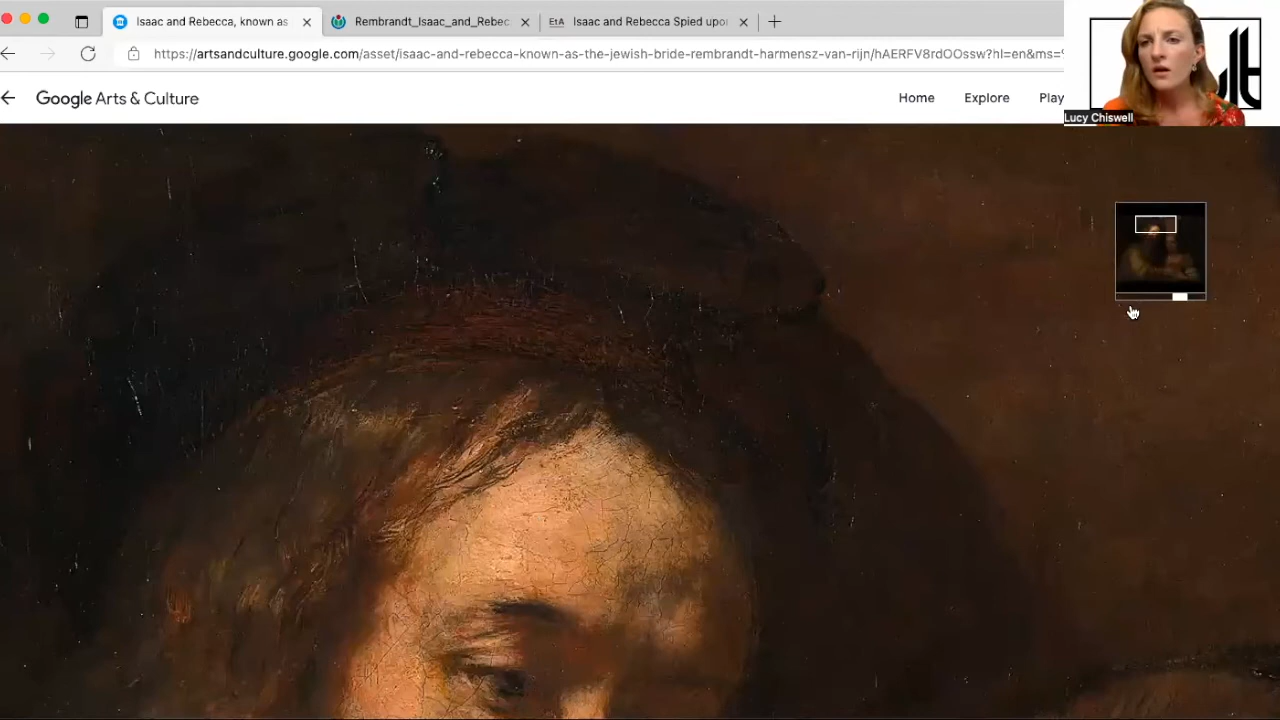 Isaac and Rebecca, known as
Rembrandt_Isaac_and_Rebec
EtA Isaac and Rebecca Spied upon
https://artsandculture.google.com/asset/isaac-and-rebecca-known-as-the-jewish-bride-rembrandt-harmensz-van-rijn/hAERFV8rdOOssw?hl=en&ms=
Google Arts & Culture
Home
Explore
Play
Lucy Chiswell